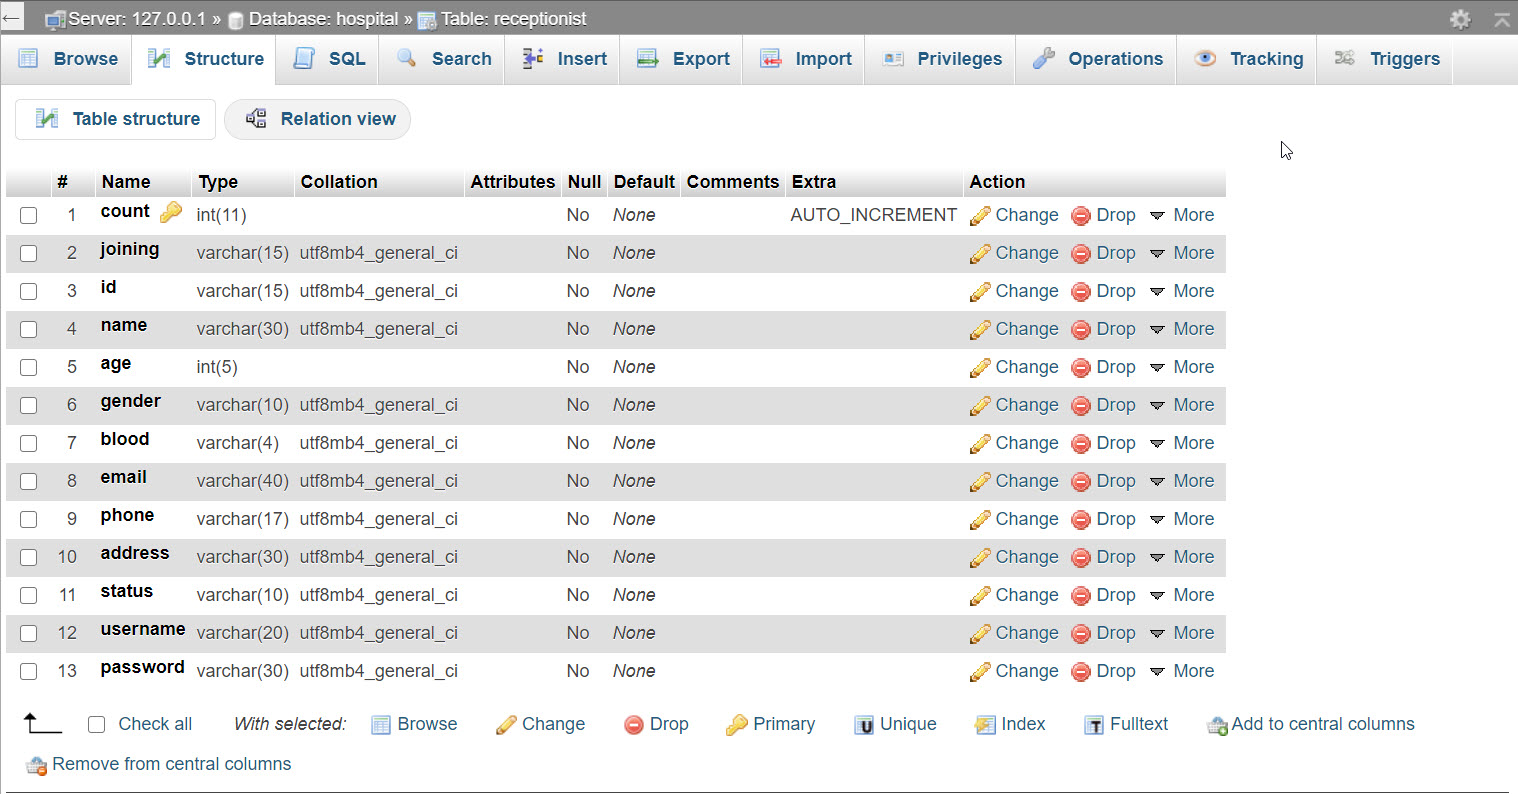 Server: 127.0.0.1 » Database: hospital » Table: receptionist
Browse Structure SQL Search Insert Export Import Privileges Operations Tracking Triggers
Table structure Relation view
# Name Type Collation Attributes Null Default Comments Extra Action
1 count int(11) No None AUTO_INCREMENT Change Drop More
2 joining varchar(15) utf8mb4_general_ci No None Change Drop More
3 id varchar(15) utf8mb4_general_ci No None Change Drop More
4 name varchar(30) utf8mb4_general_ci No None Change Drop More
5 age int(5) No None Change Drop More
6 gender varchar(10) utf8mb4_general_ci No None Change Drop More
7 blood varchar(4) utf8mb4_general_ci No None Change Drop More
8 email varchar(40) utf8mb4_general_ci No None Change Drop More
9 phone varchar(17) utf8mb4_general_ci No None Change Drop More
10 address varchar(30) utf8mb4_general_ci No None Change Drop More
11 status varchar(10) utf8mb4_general_ci No None Change Drop More
12 username varchar(20) utf8mb4_general_ci No None Change Drop More
13 password varchar(30) utf8mb4_general_ci No None Change Drop More
Check all With selected: Browse Change Drop Primary Unique Index Fulltext Add to central columns
Remove from central columns